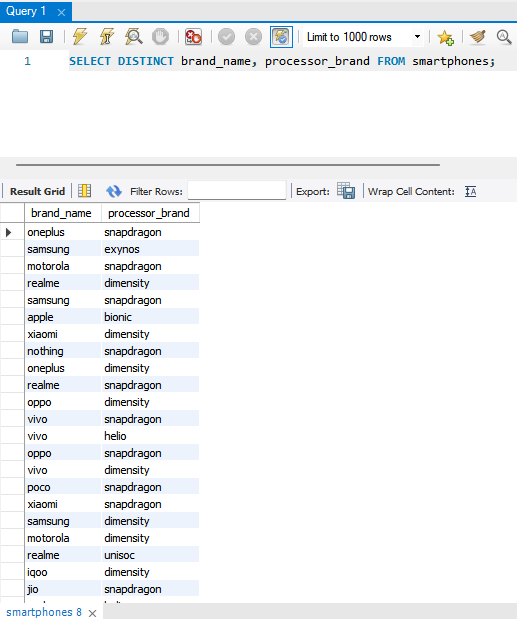 Query 1
Limit to 1000 rows
1 SELECT DISTINCT brand_name, processor_brand FROM smartphones;
Result Grid Filter Rows: Export: Wrap Cell Content:
brand_name processor_brand
oneplus snapdragon
samsung exynos
motorola snapdragon
realme dimensity
samsung snapdragon
apple bionic
xiaomi dimensity
nothing snapdragon
oneplus dimensity
realme snapdragon
oppo dimensity
vivo snapdragon
vivo helio
oppo snapdragon
vivo dimensity
poco snapdragon
xiaomi snapdragon
samsung dimensity
motorola dimensity
realme unisoc
iqoo dimensity
jio snapdragon
smartphones 8